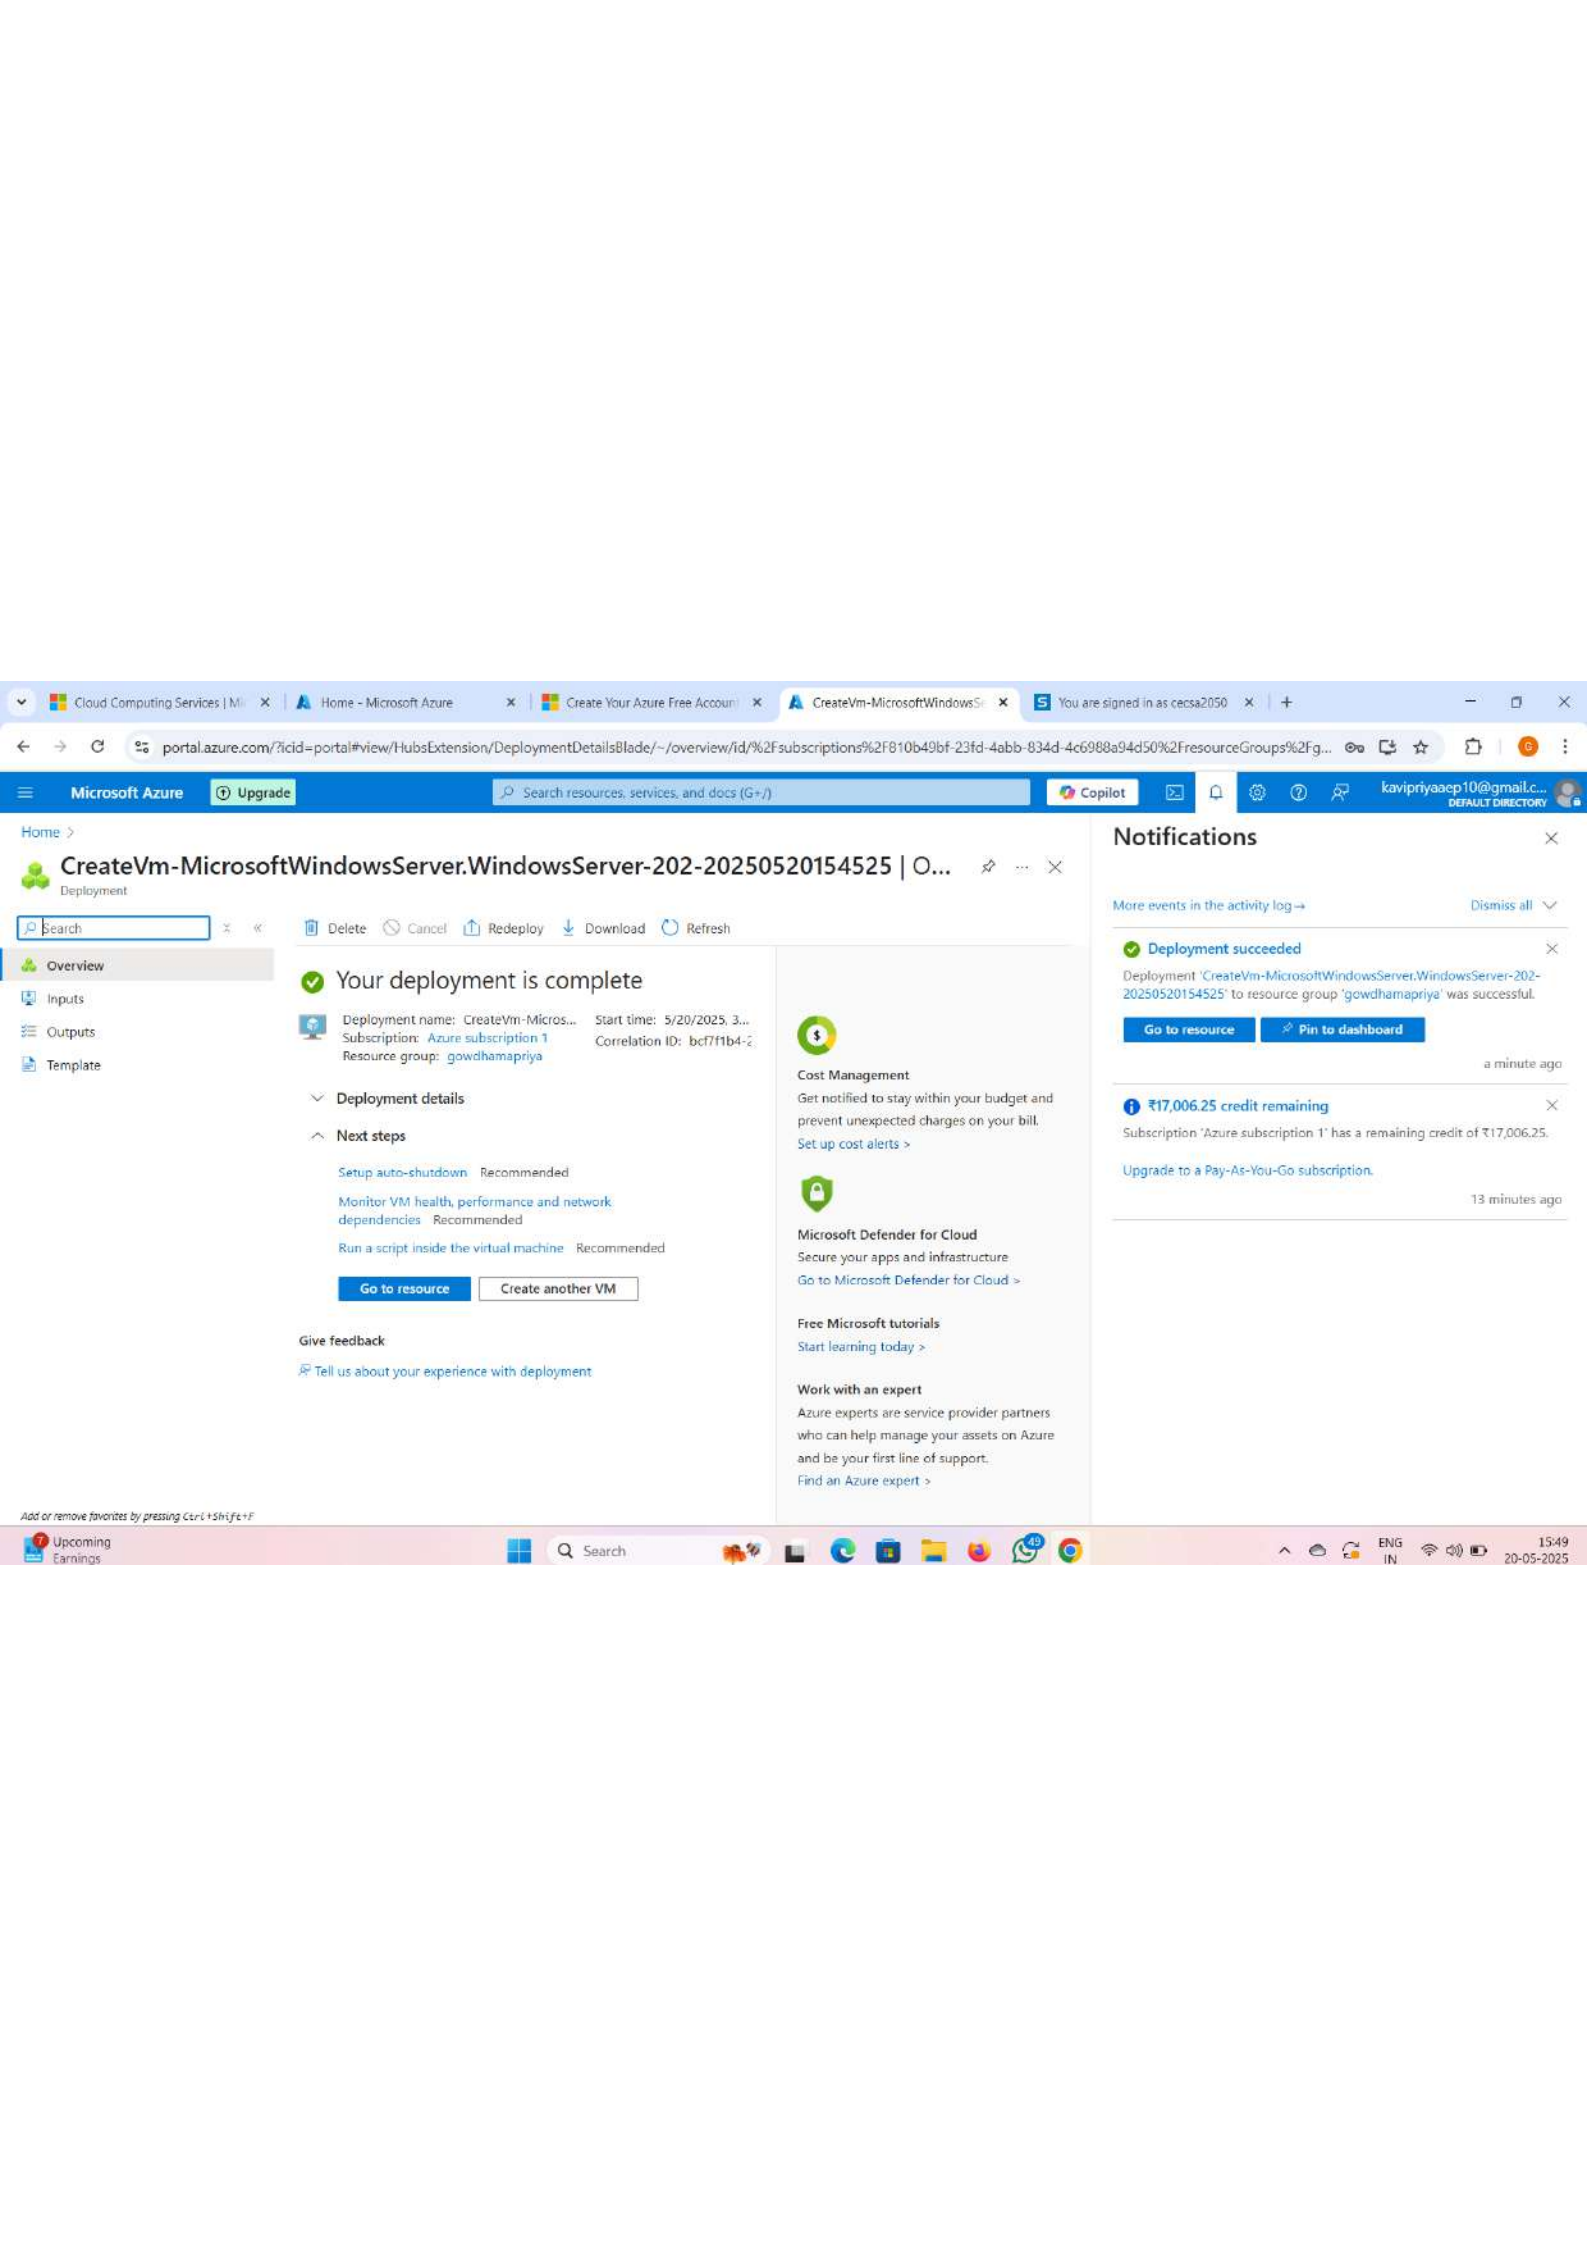 Cloud Computing Services | Mi
Home - Microsoft Azure
Create Your Azure Free Account
CreateVm-MicrosoftWindowsSe
You are signed in as cecsa2050
portal.azure.com/?icid=portal#view/HubsExtension/DeploymentDetailsBlade/~/overview/id/%2Fsubscriptions%2F810b49bf-23fd-4abb-834d-4c6988a94d50%2FresourceGroups%2Fg...
G
Microsoft Azure
Upgrade
Search resources, services, and docs (G+/)
Copilot
kavipriyaaep10@gmail.c...
DEFAULT DIRECTORY
Home >
CreateVm-MicrosoftWindowsServer.WindowsServer-202-20250520154525 | O...
Deployment
Search
Delete
Cancel
Redeploy
Download
Refresh
Overview
Inputs
Outputs
Template
Your deployment is complete
Deployment name: CreateVm-Micros...
Subscription: Azure subscription 1
Resource group: gowdhamapriya
Start time: 5/20/2025, 3...
Correlation ID: bcf7f1b4-2
Deployment details
Next steps
Setup auto-shutdown Recommended
Monitor VM health, performance and network
dependencies Recommended
Run a script inside the virtual machine Recommended
Go to resource
Create another VM
Give feedback
Tell us about your experience with deployment
Cost Management
Get notified to stay within your budget and
prevent unexpected charges on your bill.
Set up cost alerts >
Microsoft Defender for Cloud
Secure your apps and infrastructure
Go to Microsoft Defender for Cloud >
Free Microsoft tutorials
Start learning today >
Work with an expert
Azure experts are service provider partners
who can help manage your assets on Azure
and be your first line of support.
Find an Azure expert >
Notifications
More events in the activity log →
Dismiss all
Deployment succeeded
Deployment 'CreateVm-MicrosoftWindowsServer.WindowsServer-202-
20250520154525' to resource group 'gowdhamapriya' was successful.
Go to resource
Pin to dashboard
a minute ago
₹17,006.25 credit remaining
Subscription 'Azure subscription 1' has a remaining credit of ₹17,006.25.
Upgrade to a Pay-As-You-Go subscription.
13 minutes ago
Add or remove favorites by pressing Ctrl+Shift+F
7
Upcoming
Earnings
Search
49
ENG
IN
15:49
20-05-2025